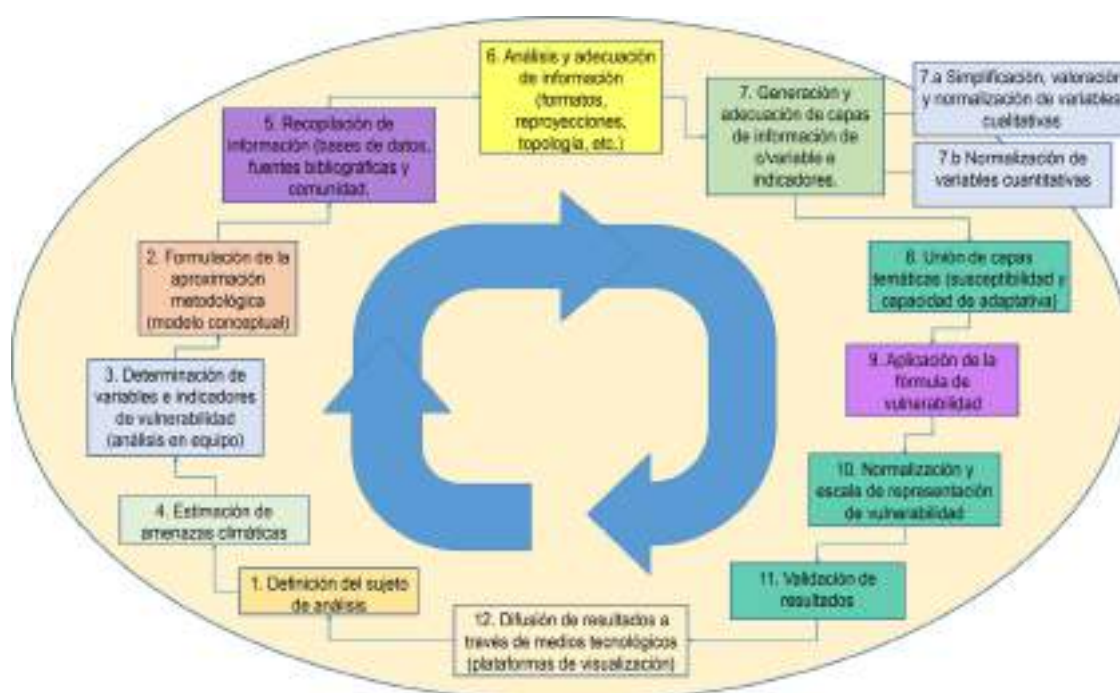 6. Análisis y adecuación
de información
(formatos,
reproyecciones,
topología, etc.)
7. Generación y
adecuación de capas
de información de
c/variable e
indicadores.
7.a Simplificación, valoración
y normalización de variables
cualitativas
7.b Normalización de
variables cuantitativas
5. Recopilación de
información (bases de datos,
fuentes bibliográficas y
comunidad.
2. Formulación de la
aproximación
metodológica
(modelo conceptual)
8. Unión de capas
temáticas (susceptibilidad y
capacidad de adaptativa)
3. Determinación de
variables e indicadores
de vulnerabilidad
(análisis en equipo)
9. Aplicación de la
fórmula de
vulnerabilidad
4. Estimación de
amenazas climáticas
10. Normalización y
escala de representación
de vulnerabilidad
1. Definición del sujeto
de análisis.
11. Validación de
resultados
12. Difusión de resultados a
través de medios tecnológicos
(plataformas de visualización)